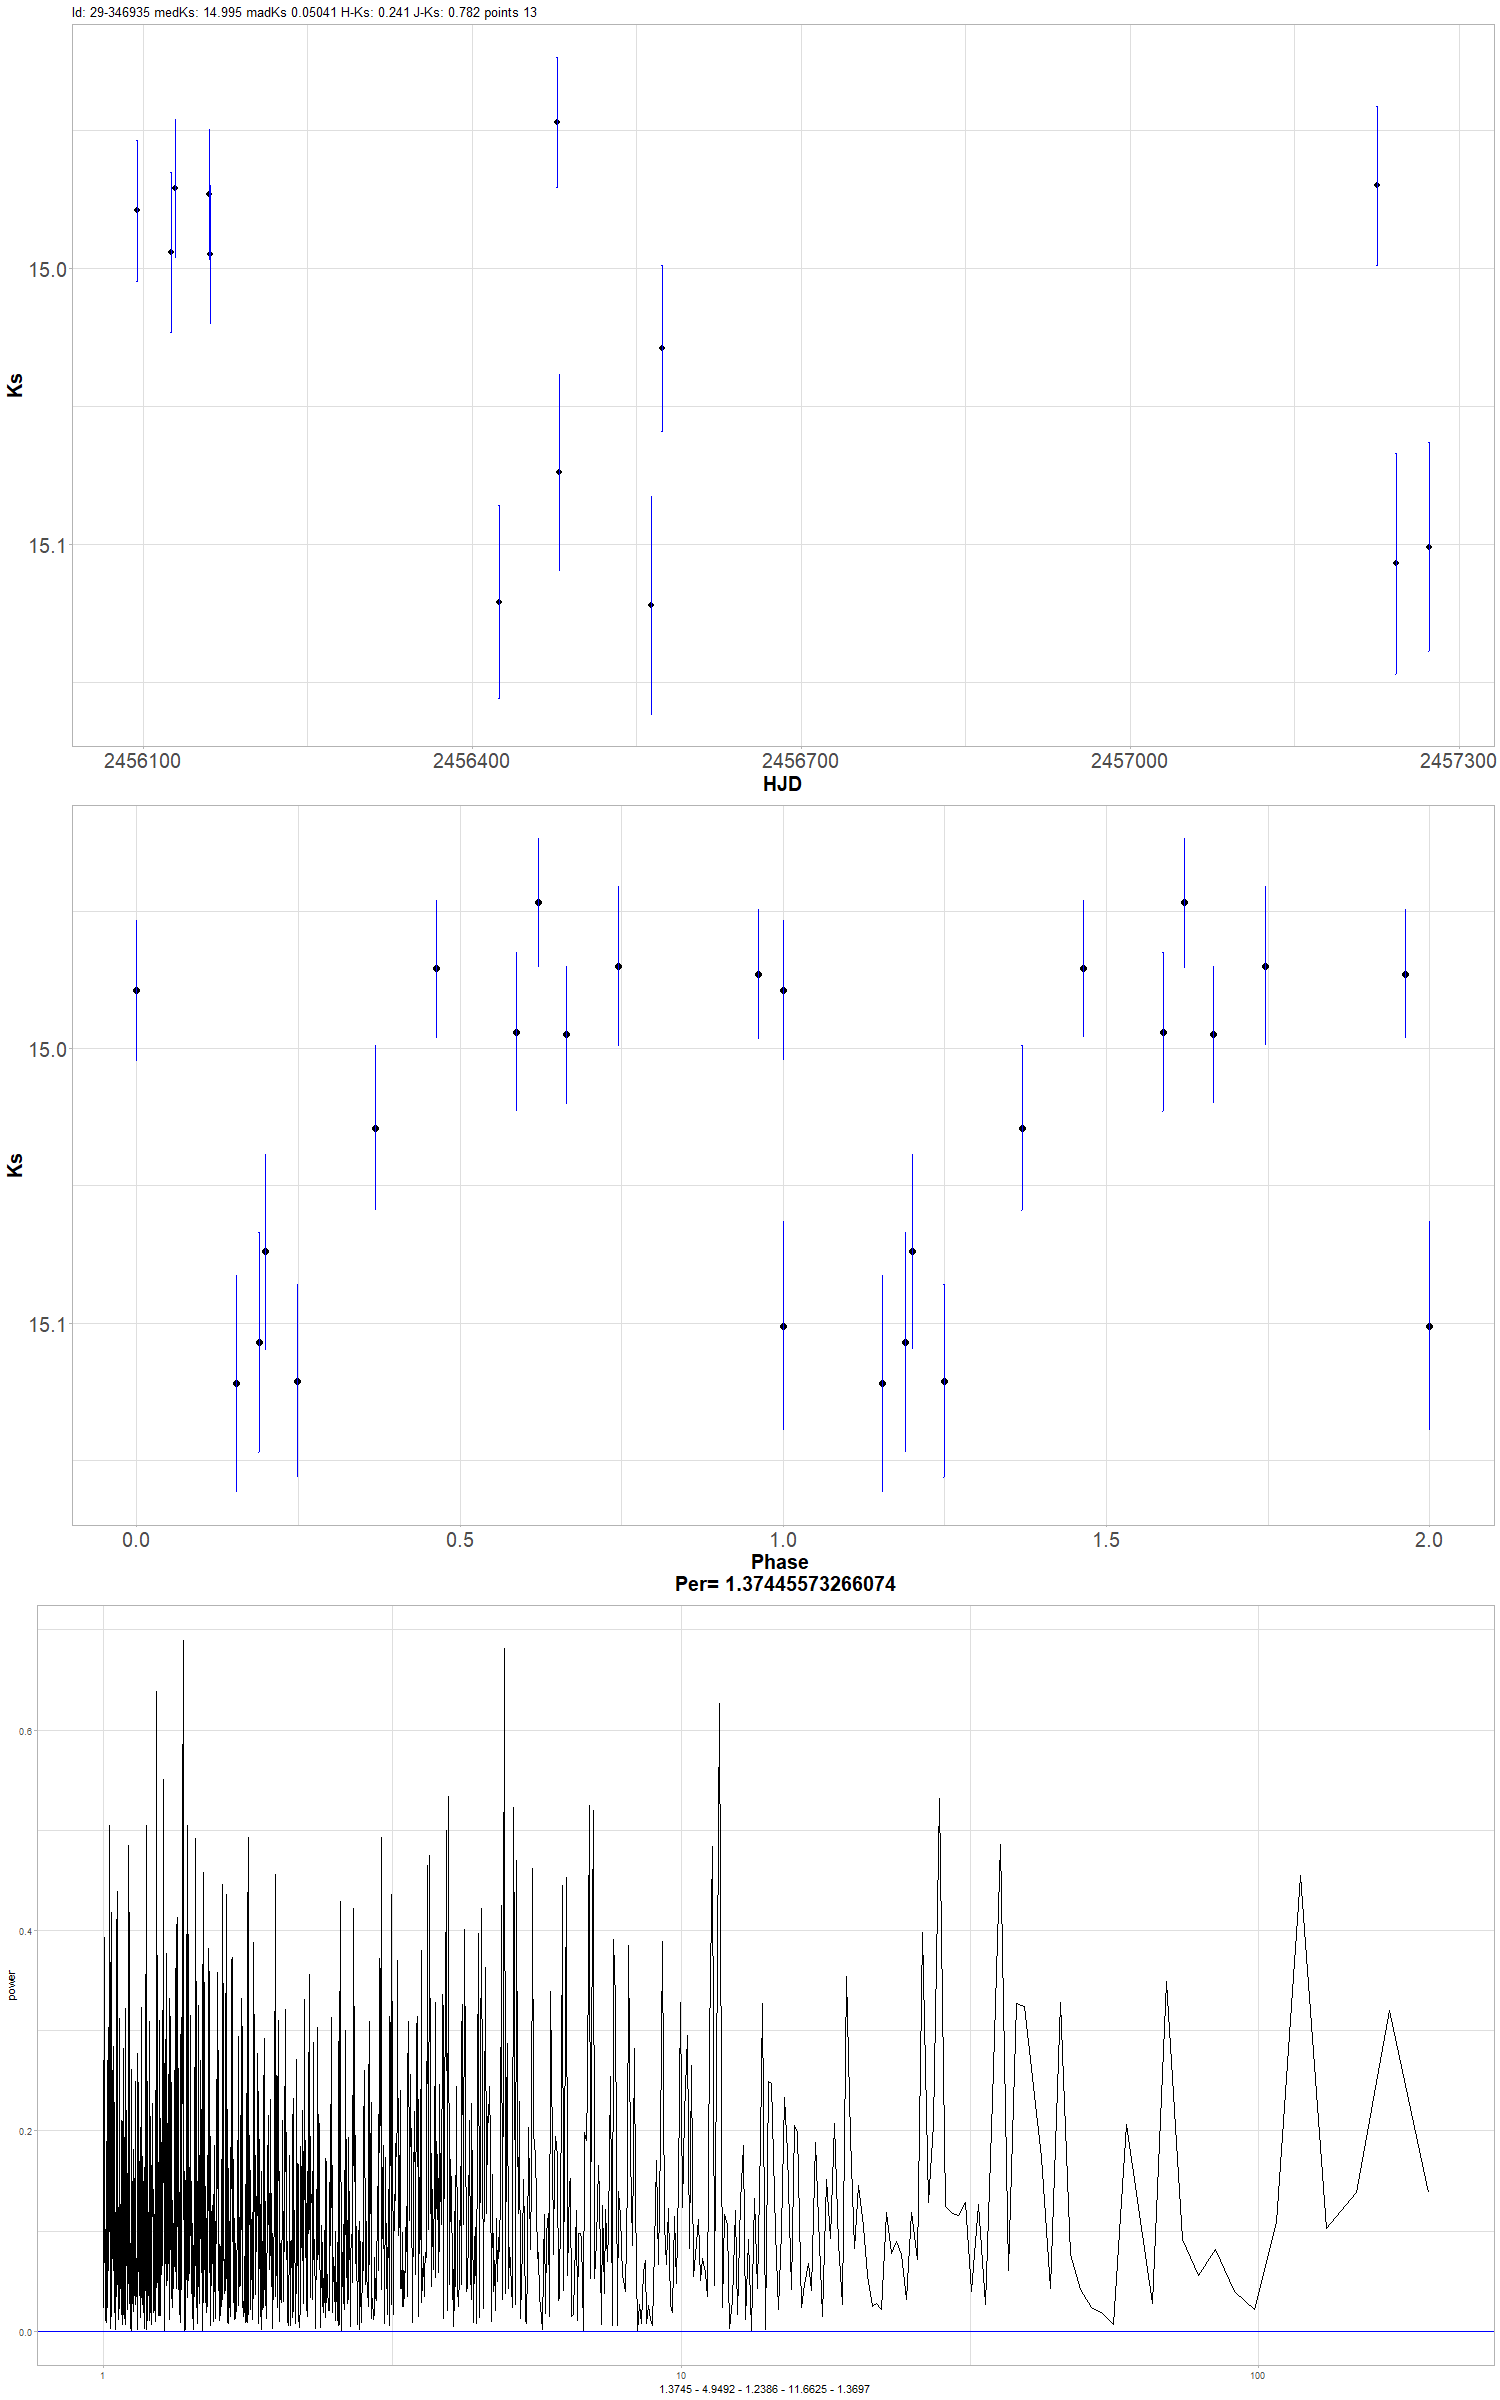 Id: 29-346935 medKs: 14.995 madKs 0.05041 H-Ks: 0.241 J-Ks: 0.782 points 13
15.0
Ks
15.1
2456100 2456400 2456700 2457000 2457300
HJD
15.0
Ks
15.1
0.0 0.5 1.0 1.5 2.0
Phase
Per= 1.37445573266074
0.6
0.4
power
0.2
0.0
1 10 100
1.3745 - 4.9492 - 1.2386 - 11.6625 - 1.3697